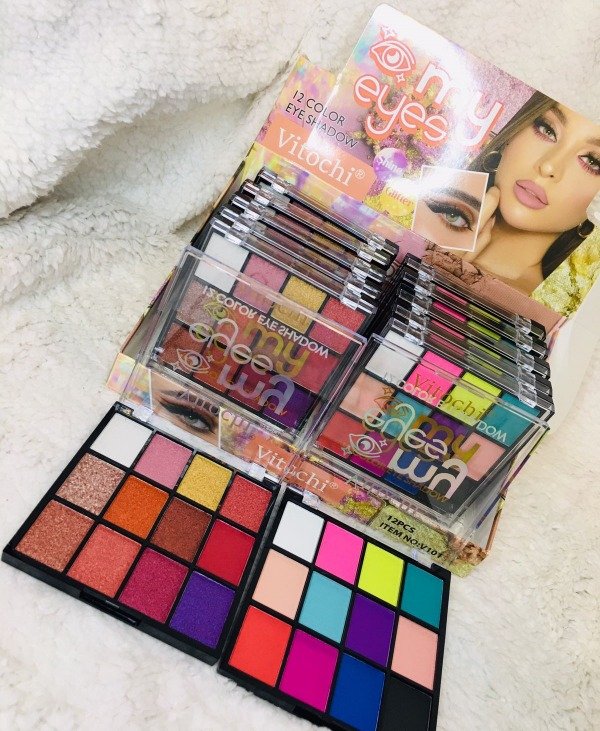 my
eyes
12 COLOR
EYE SHADOW
Vitochi®
12 COLOR EYE SHADOW
eyes
my
Vitochi
my
eyes
Vitochi
12PCS
ITEM NO:V101